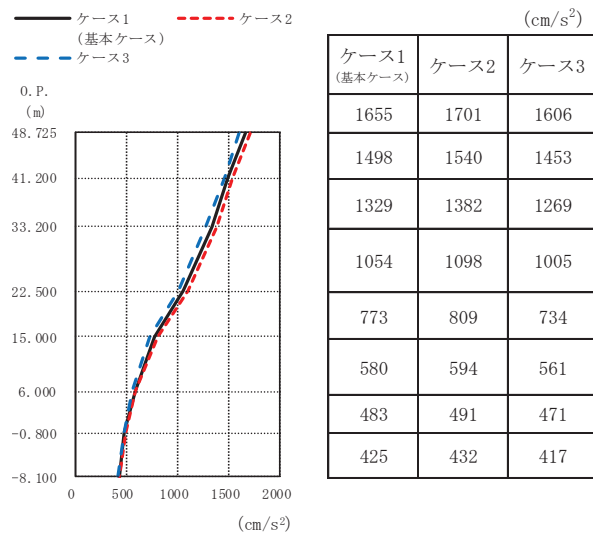 ケース1
(基本ケース)
ケース2
ケース3
O.P.
(m)
48.725
41.200
33.200
22.500
15.000
6.000
-0.800
-8.100
0 500 1000 1500 2000
(cm/s²)
(cm/s²)
ケース1
(基本ケース)
ケース2 ケース3
1655 1701 1606
1498 1540 1453
1329 1382 1269
1054 1098 1005
773 809 734
580 594 561
483 491 471
425 432 417